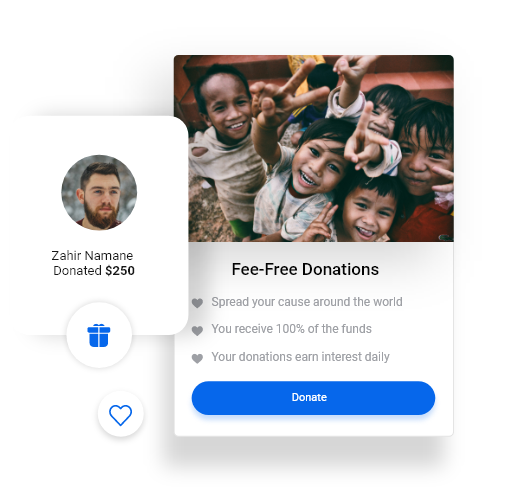 Zahir Namane
Donated $250
Fee-Free Donations
Spread your cause around the world
You receive 100% of the funds
Your donations earn interest daily
Donate